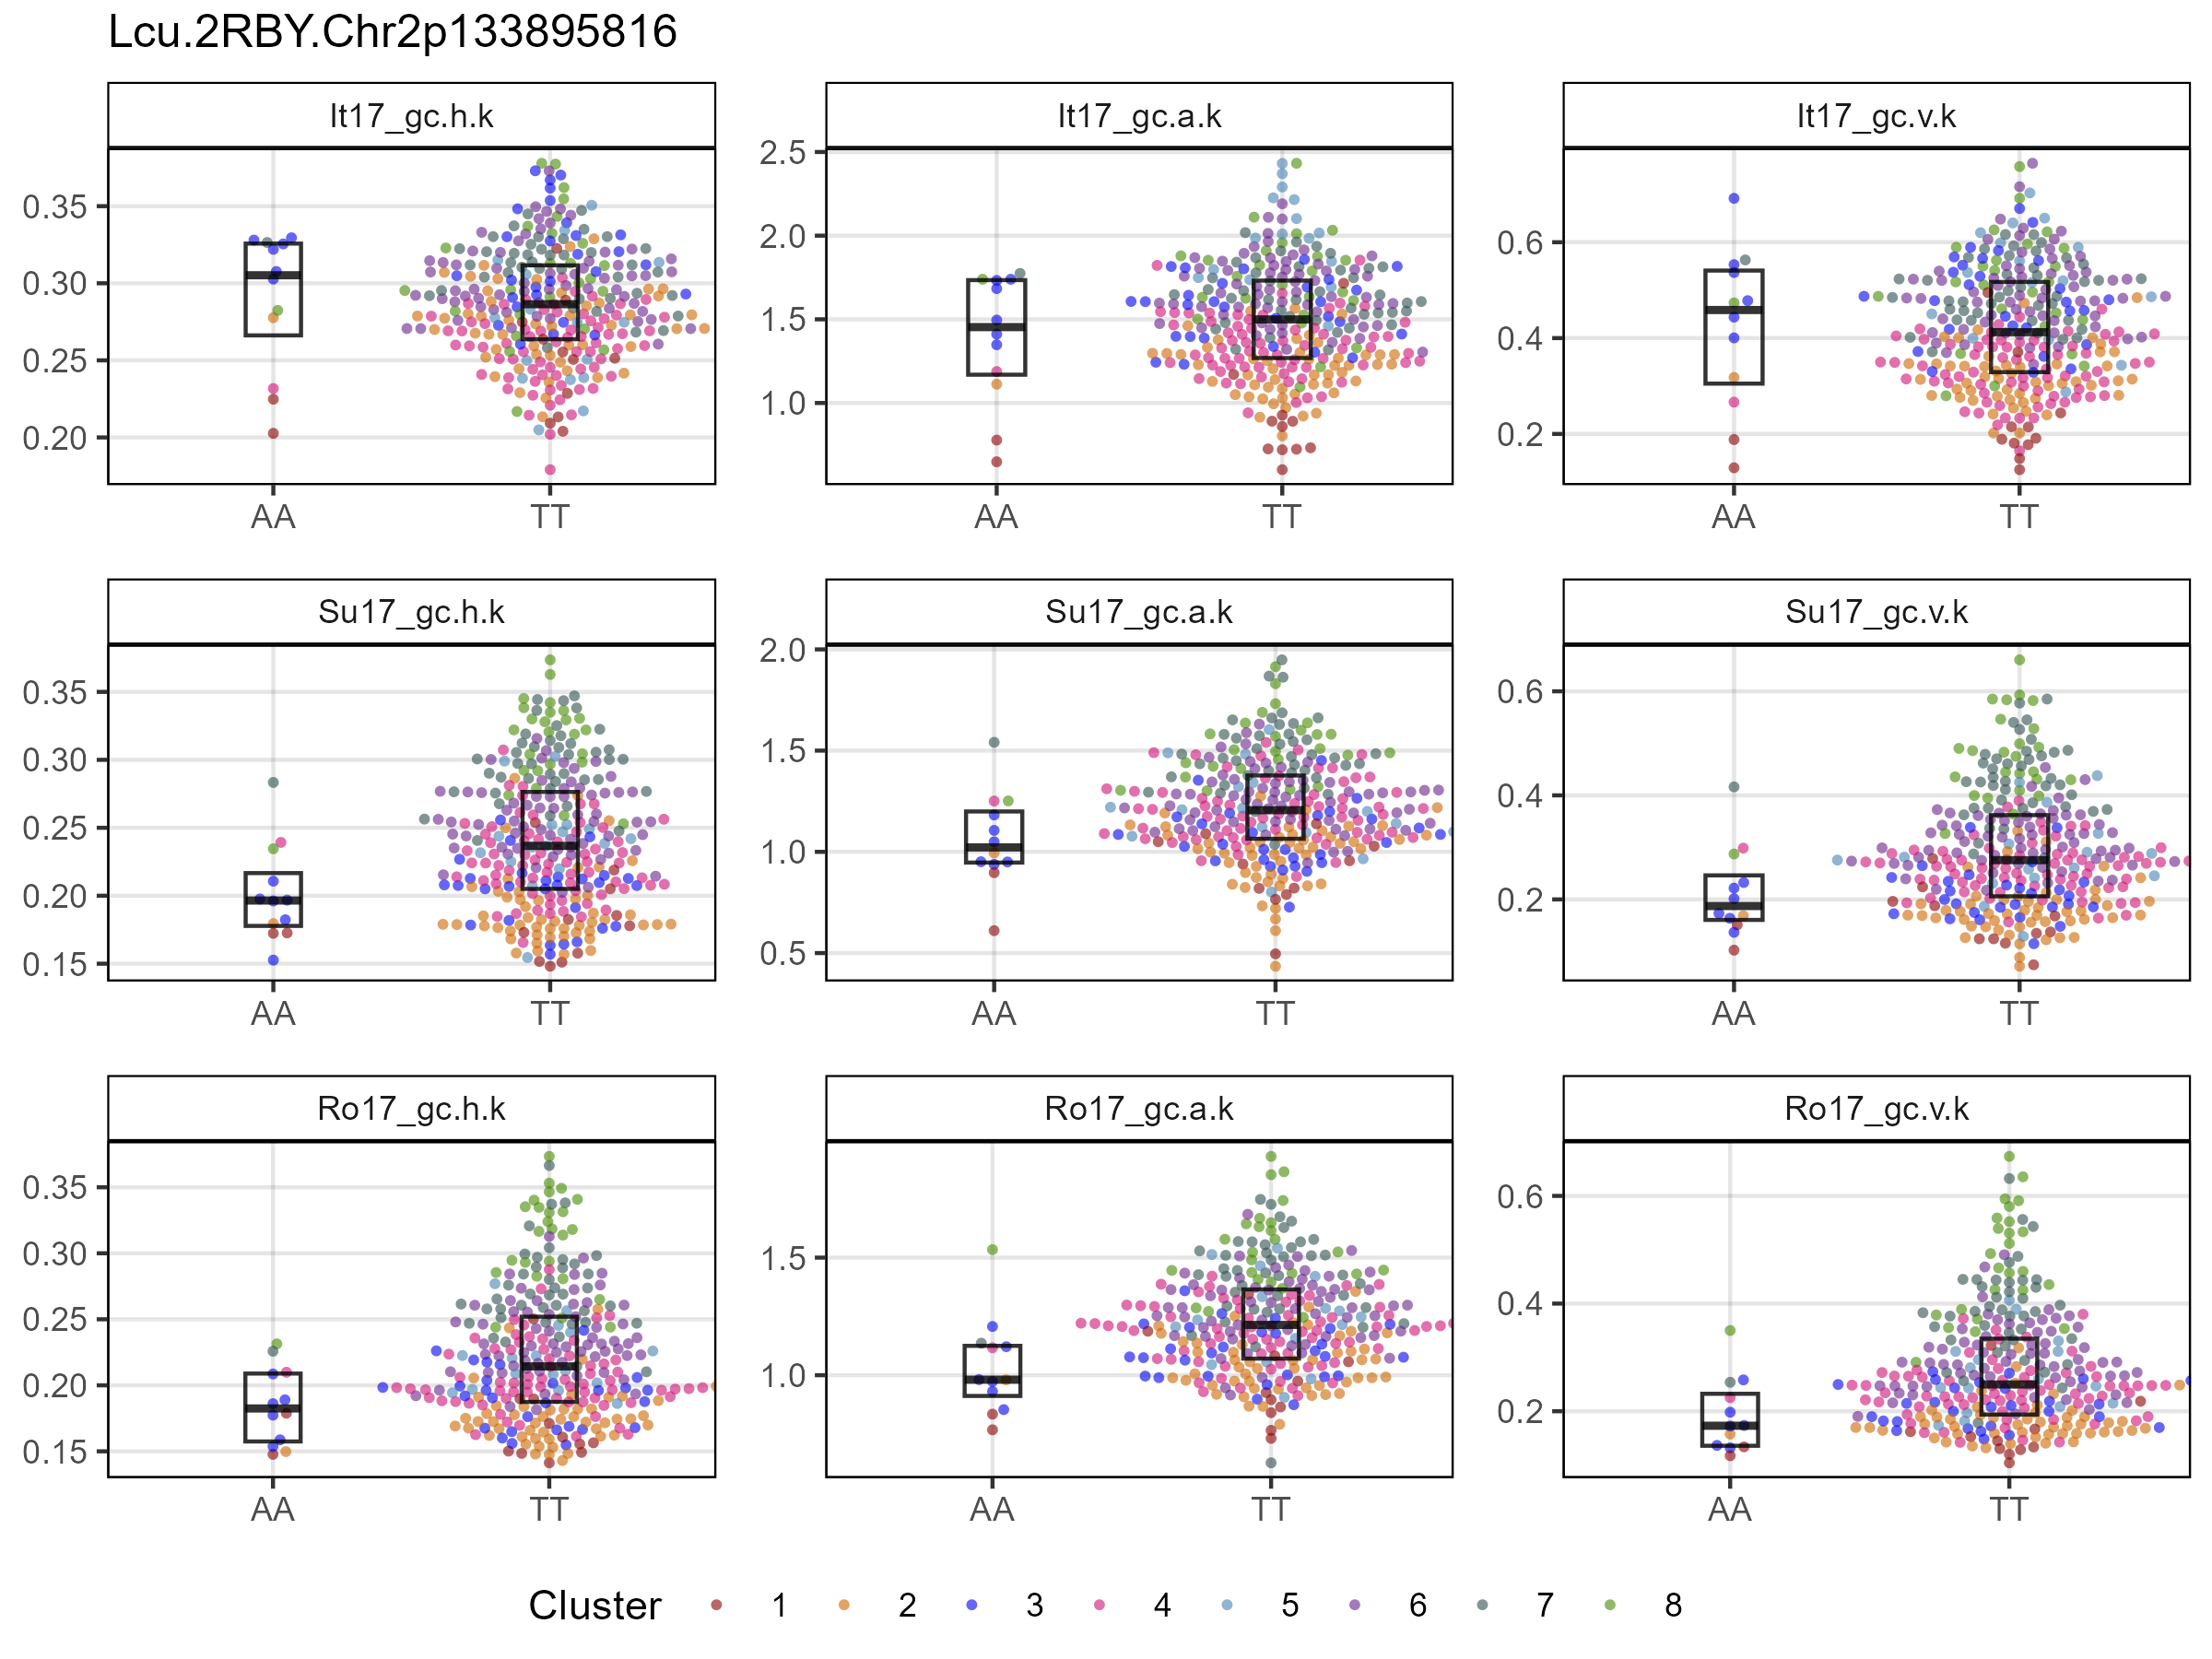 Lcu.2RBY.Chr2p133895816
It17_gc.h.k
It17_gc.a.k
It17_gc.v.k
0.35
0.30
0.25
0.20
2.5
2.0
1.5
1.0
0.6
0.4
0.2
AA
TT
AA
TT
AA
TT
Su17_gc.h.k
Su17_gc.a.k
Su17_gc.v.k
0.35
0.30
0.25
0.20
0.15
2.0
1.5
1.0
0.5
0.6
0.4
0.2
AA
TT
AA
TT
AA
TT
Ro17_gc.h.k
Ro17_gc.a.k
Ro17_gc.v.k
0.35
0.30
0.25
0.20
0.15
1.5
1.0
0.6
0.4
0.2
AA
TT
AA
TT
AA
TT
Cluster 1 2 3 4 5 6 7 8